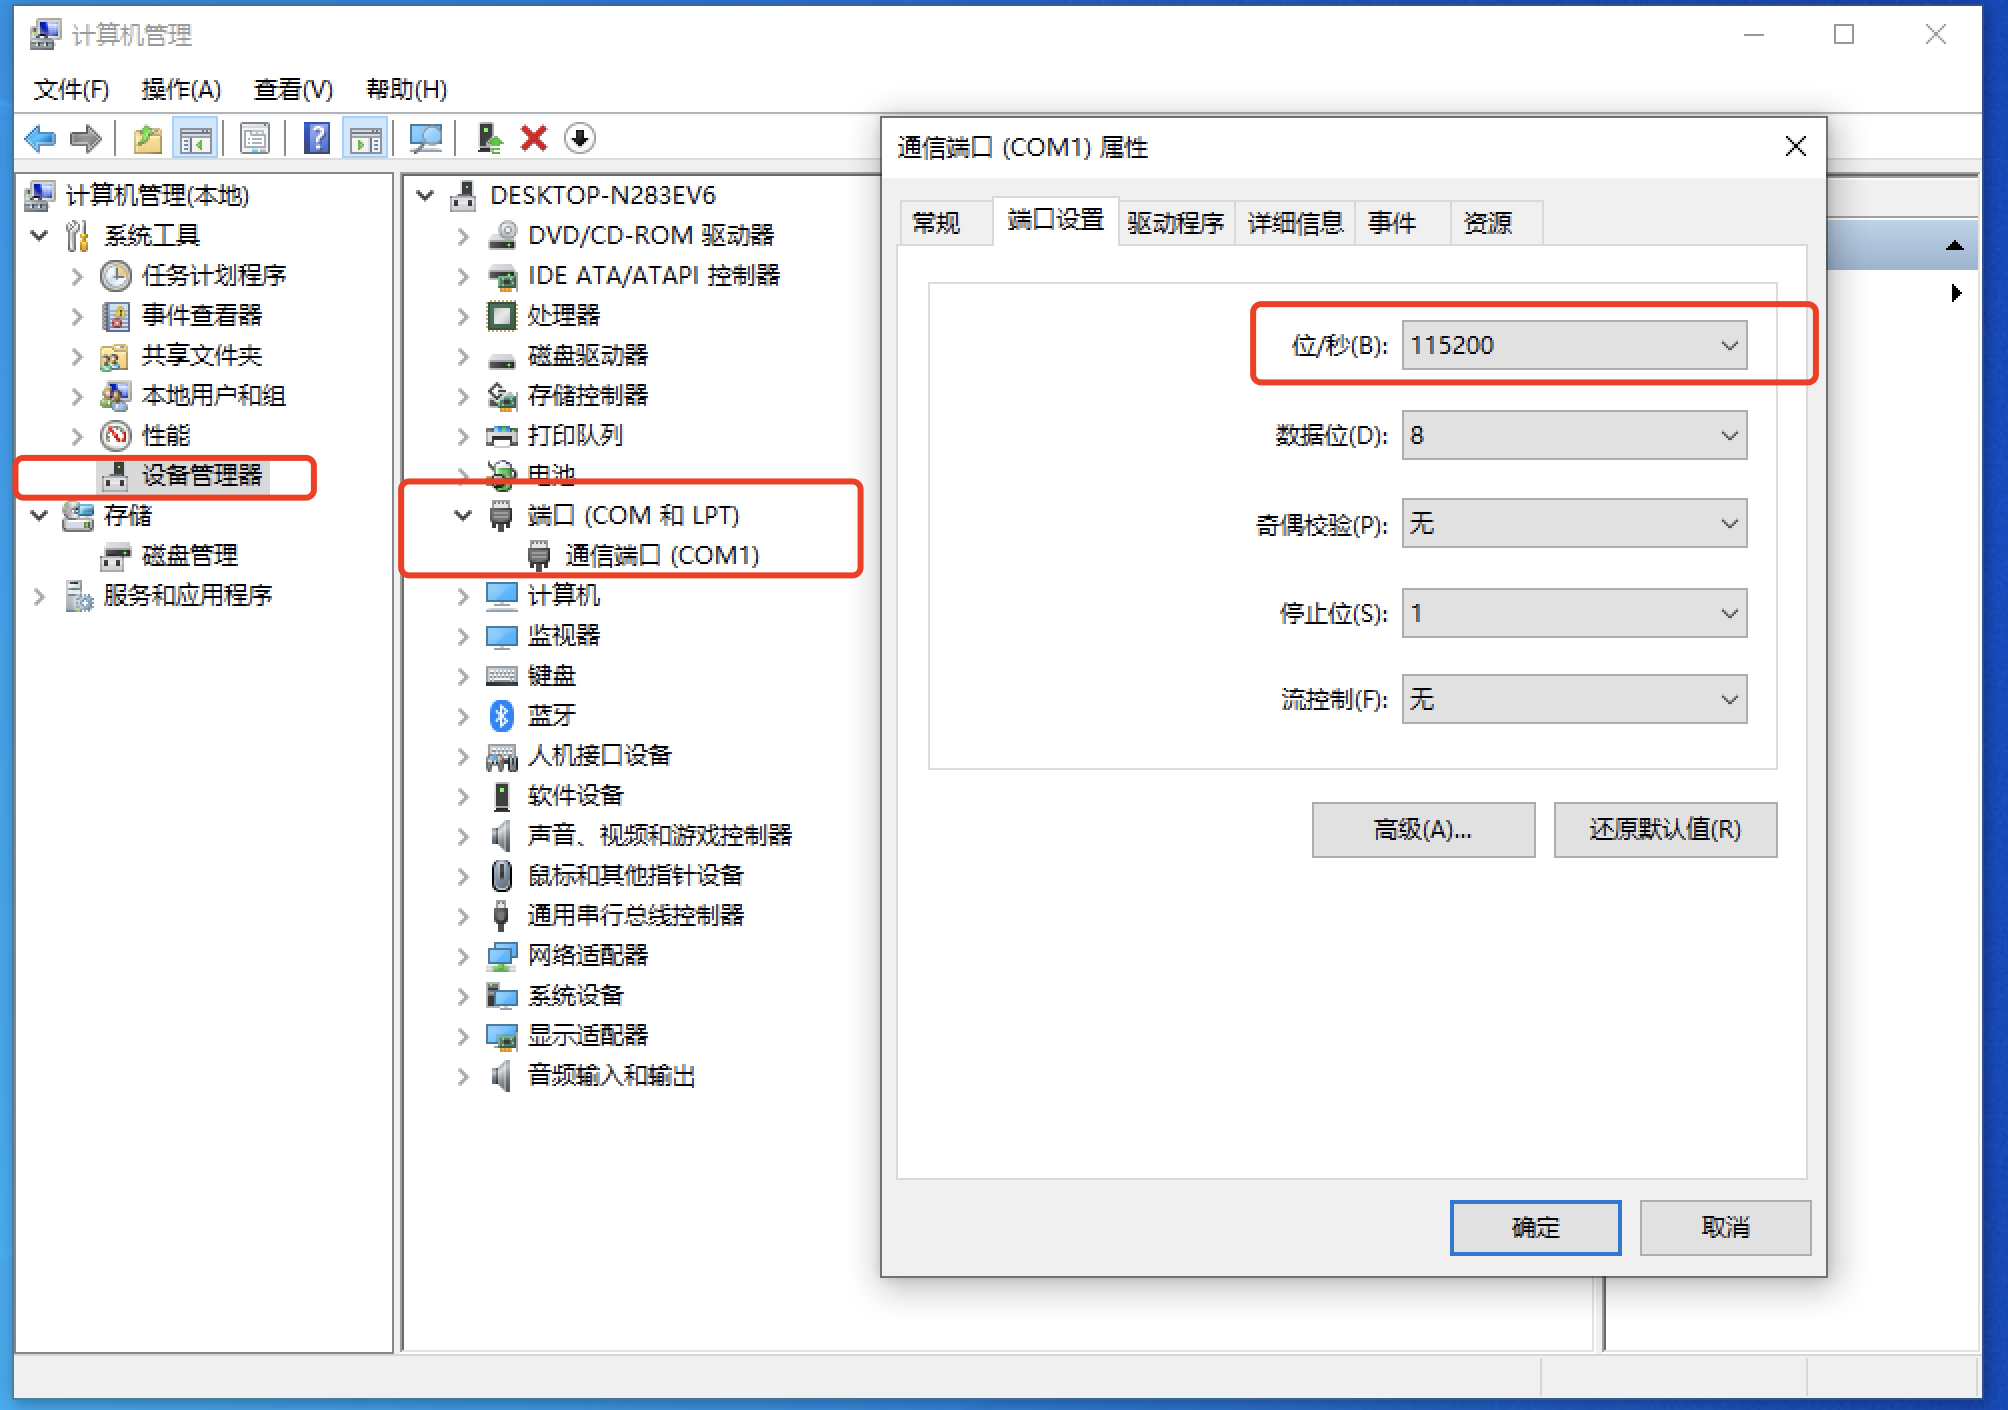 计算机管理
文件(F) 操作(A) 查看(V) 帮助(H)
计算机管理(本地)
系统工具
任务计划程序
事件查看器
共享文件夹
本地用户和组
性能
设备管理器
存储
磁盘管理
服务和应用程序
DESKTOP-N283EV6
DVD/CD-ROM 驱动器
IDE ATA/ATAPI 控制器
处理器
磁盘驱动器
存储控制器
打印队列
电池
端口 (COM 和 LPT)
通信端口 (COM1)
计算机
监视器
键盘
蓝牙
人机接口设备
软件设备
声音、视频和游戏控制器
鼠标和其他指针设备
通用串行总线控制器
网络适配器
系统设备
显示适配器
音频输入和输出
通信端口 (COM1) 属性
常规 端口设置 驱动程序 详细信息 事件 资源
位/秒(B): 115200
数据位(D): 8
奇偶校验(P): 无
停止位(S): 1
流控制(F): 无
高级(A)... 还原默认值(R)
确定 取消